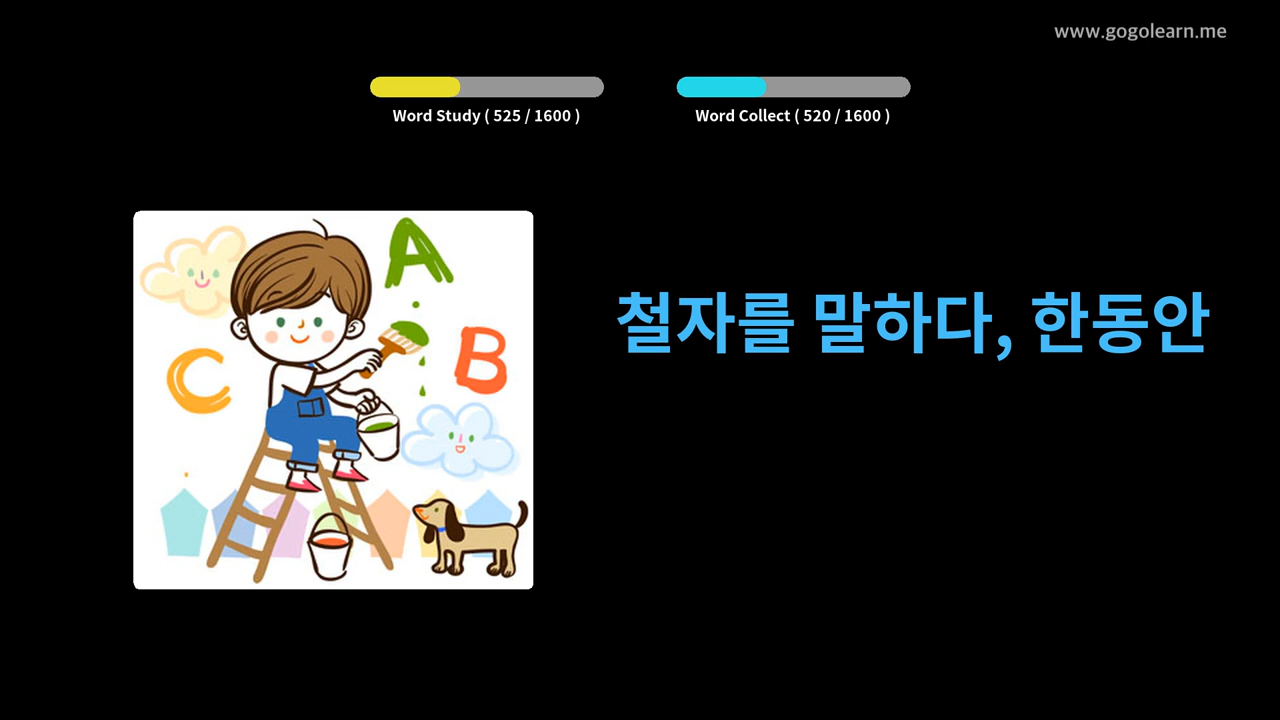 www.gogolearn.me
Word Study ( 525 / 1600 )
Word Collect ( 520 / 1600 )
A
B
C
철자를 말하다, 한동안